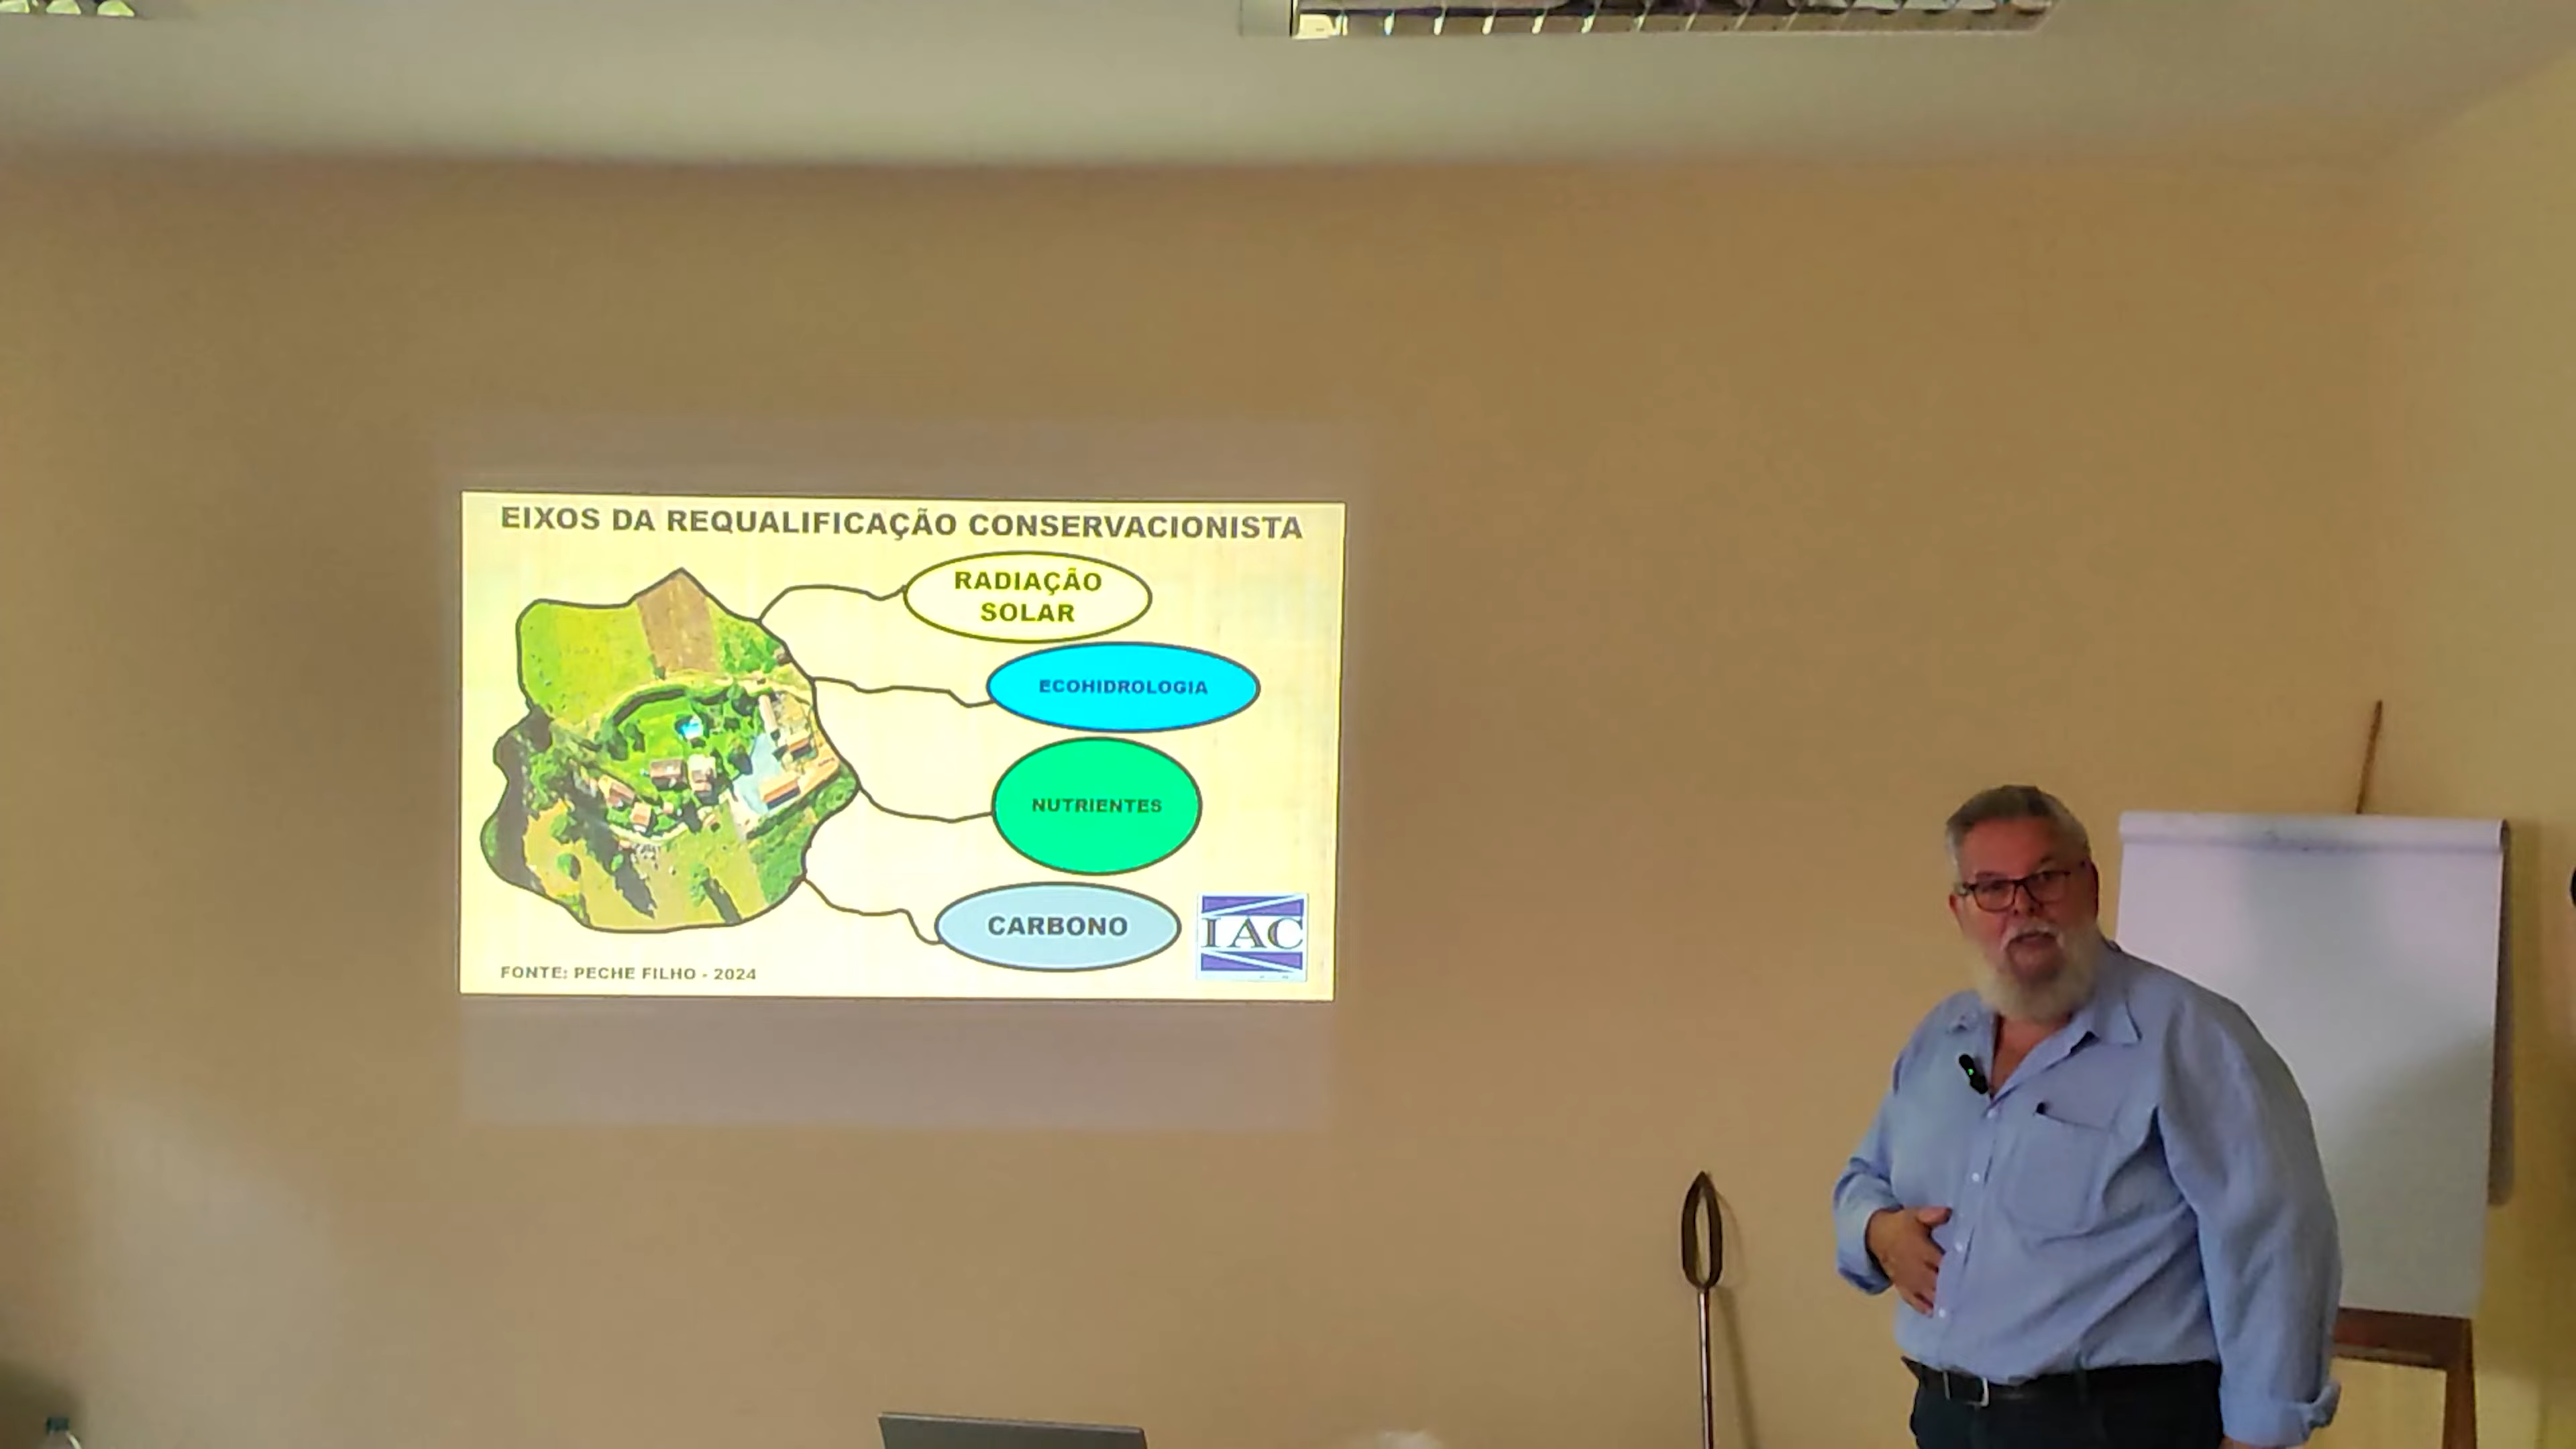 EIXOS DA REQUALIFICAÇÃO CONSERVACIONISTA
RADIAÇÃO
SOLAR
ECOHIDROLOGIA
NUTRIENTES
CARBONO
IAC
FONTE: PECHE FILHO - 2024